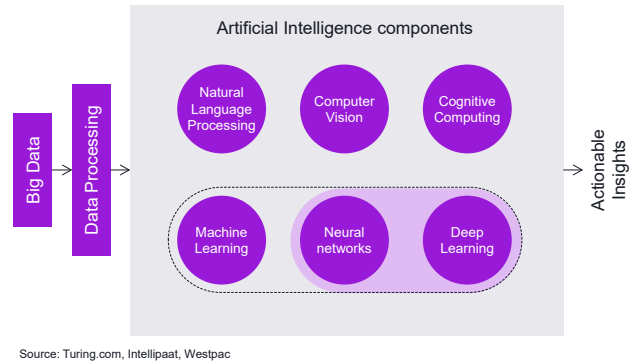 Artificial Intelligence components
Big Data
Data Processing
Natural
Language
Processing
Computer
Vision
Cognitive
Computing
Machine
Learning
Neural
networks
Deep
Learning
Actionable
Insights
Source: Turing.com, Intellipaat, Westpac